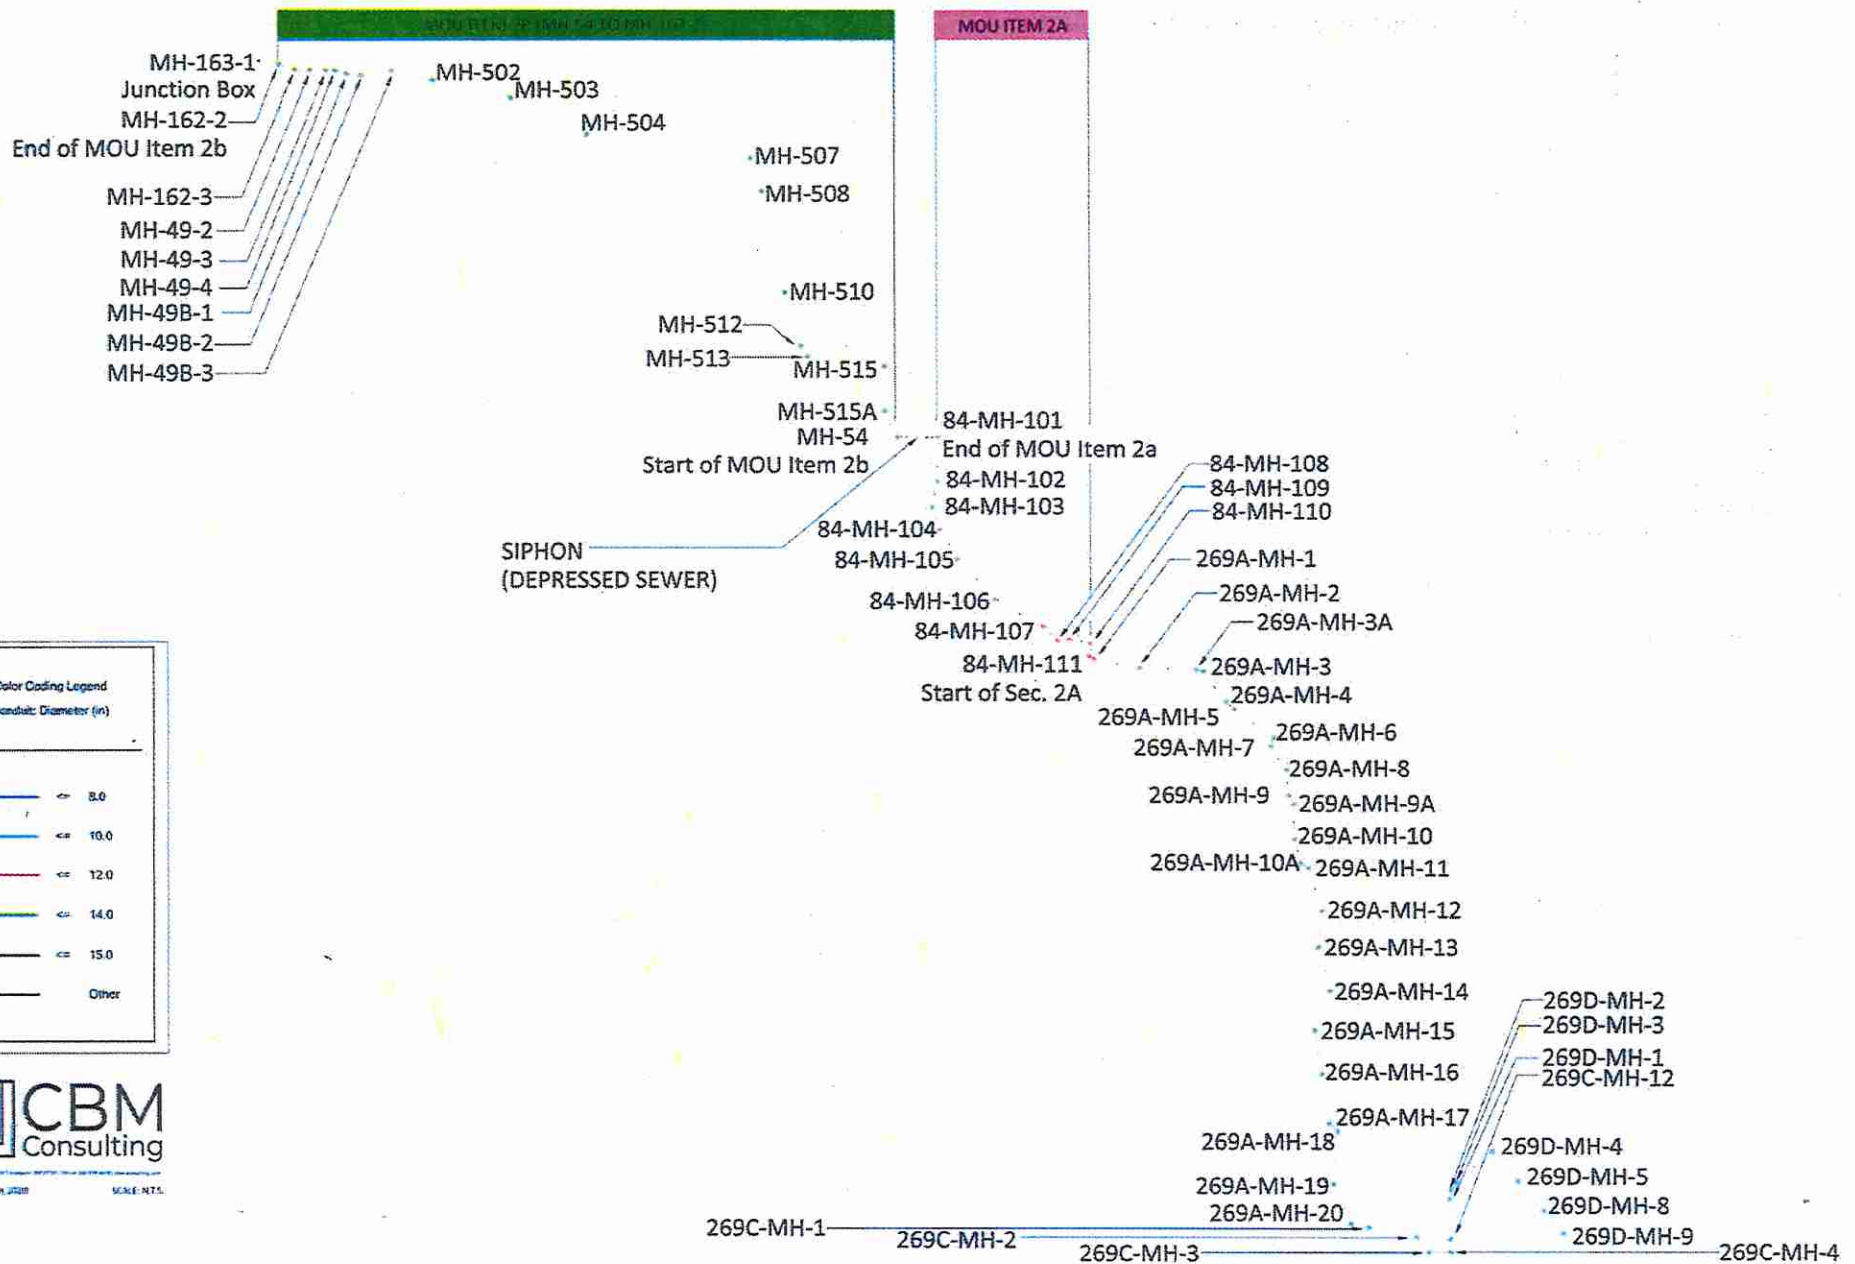 MOU ITEM 2A
MH-163-1
Junction Box
MH-162-2
End of MOU Item 2b
MH-162-3
MH-49-2
MH-49-3
MH-49-4
MH-49B-1
MH-49B-2
MH-49B-3
MH-502
MH-503
MH-504
MH-507
MH-508
MH-510
MH-512
MH-513
MH-515
MH-515A
MH-54
Start of MOU Item 2b
84-MH-101
End of MOU Item 2a
84-MH-102
84-MH-103
84-MH-104
84-MH-105
84-MH-106
84-MH-107
84-MH-111
Start of Sec. 2A
SIPHON
(DEPRESSED SEWER)
84-MH-108
84-MH-109
84-MH-110
269A-MH-1
269A-MH-2
269A-MH-3A
269A-MH-3
269A-MH-4
269A-MH-5
269A-MH-6
269A-MH-7
269A-MH-8
269A-MH-9
269A-MH-9A
269A-MH-10
269A-MH-10A
269A-MH-11
269A-MH-12
269A-MH-13
269A-MH-14
269A-MH-15
269A-MH-16
269A-MH-17
269A-MH-18
269A-MH-19
269A-MH-20
269C-MH-1
269C-MH-2
269C-MH-3
269D-MH-2
269D-MH-3
269D-MH-1
269C-MH-12
269D-MH-4
269D-MH-5
269D-MH-8
269D-MH-9
269C-MH-4
Color Coding Legend
Conduit: Diameter (in)
<= 8.0
<= 10.0
<= 12.0
<= 14.0
<= 15.0
Other
CBM
Consulting
SCALE: N.T.S.